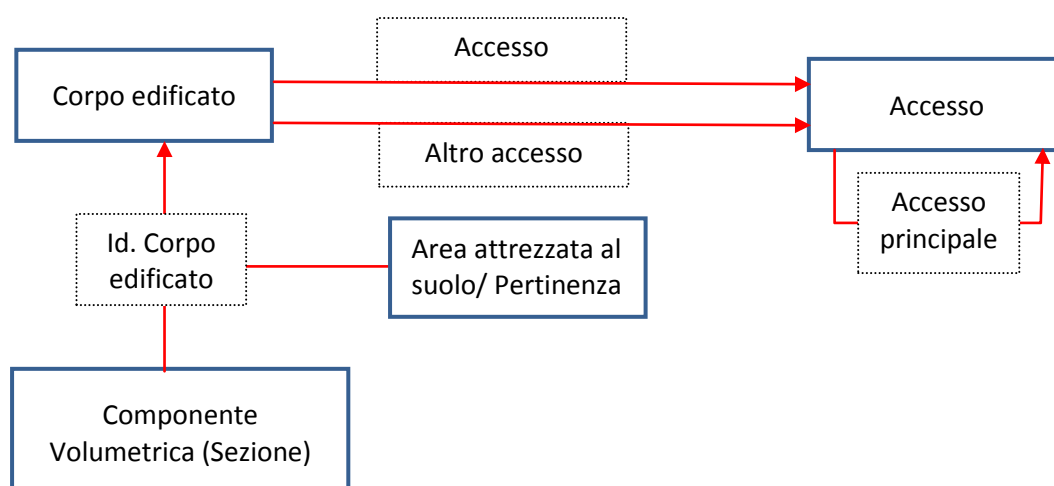 Accesso
Corpo edificato
Accesso
Altro accesso
Accesso
principale
Id. Corpo
edificato
Area attrezzata al
suolo/ Pertinenza
Componente
Volumetrica (Sezione)